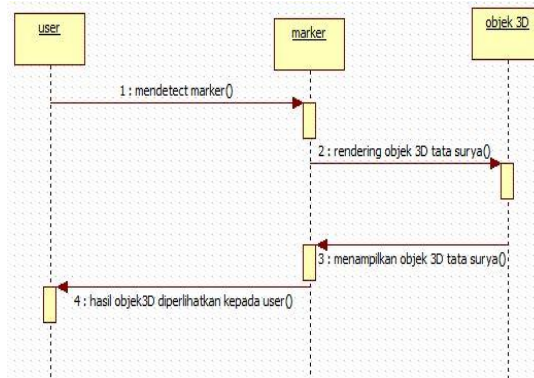 user
marker
objek 3D
1 : mendetect marker()
2 : rendering objek 3D tata surya()
3 : menampilkan objek 3D tata surya()
4 : hasil objek3D diperlihatkan kepada user()